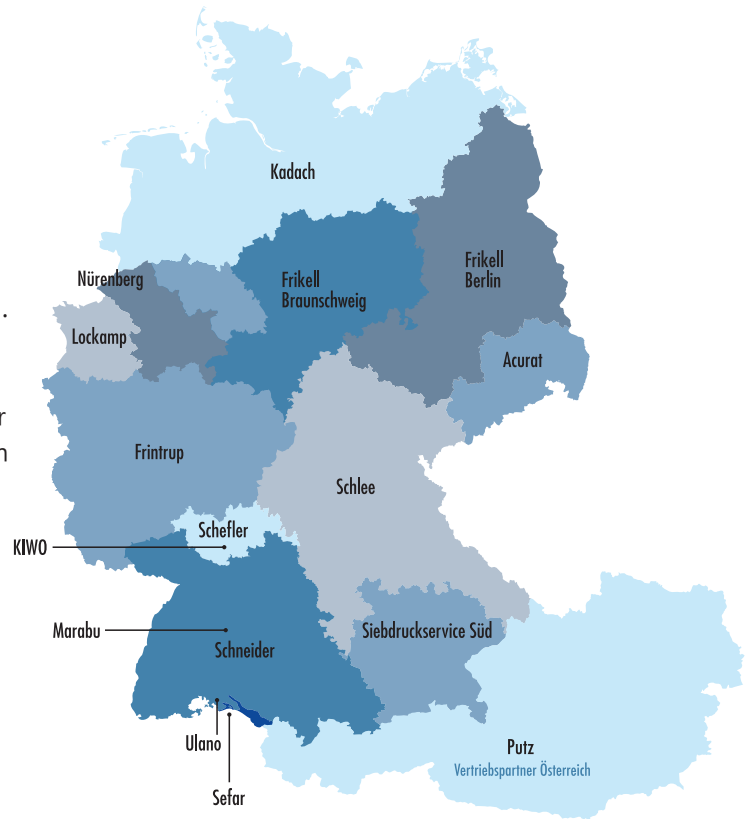 Kadach
Frikell
Berlin
Nürenberg
Frikell
Braunschweig
.
Lockamp
Acurat
r
n
Frintrup
Schlee
Schefler
KIWO
Marabu
Siebdruckservice Süd
Schneider
Ulano
Putz
Vertriebspartner Österreich
Sefar